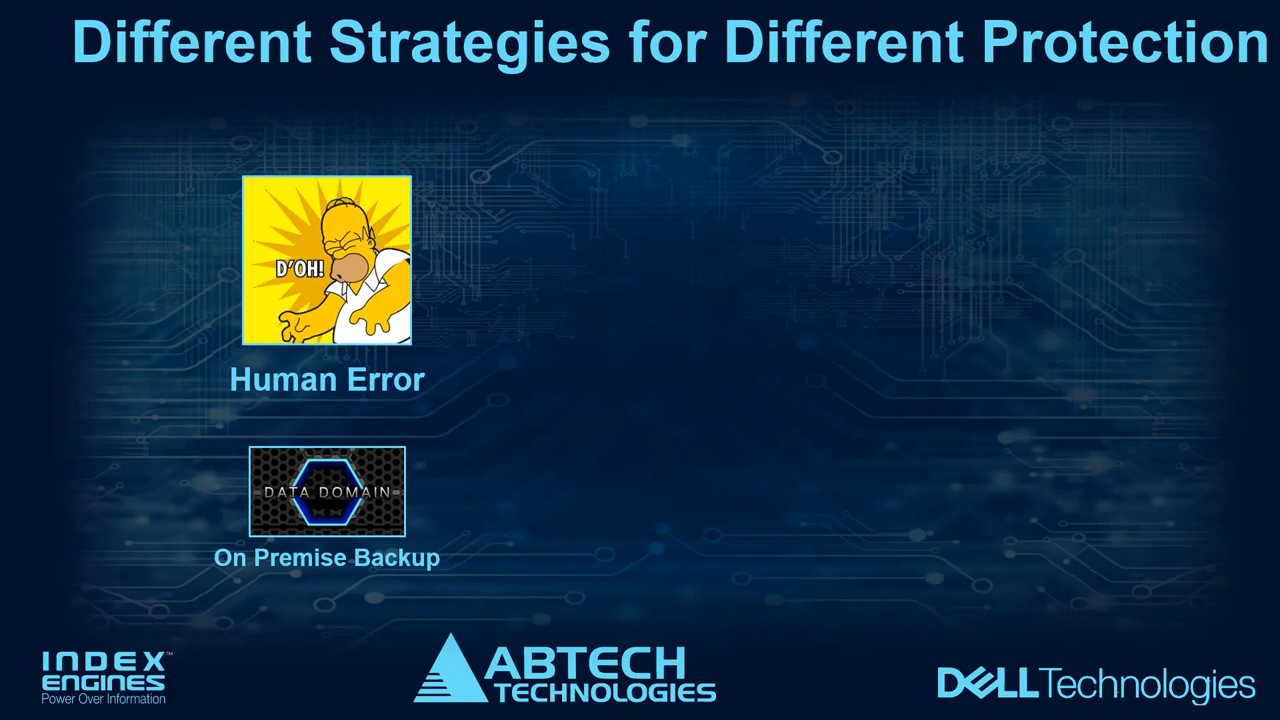 Different Strategies for Different Protection
D'OH!
Human Error
DATA DOMAIN
On Premise Backup
INDEX™
ENGINES
Power Over Information
ABTECH
TECHNOLOGIES
DELLTechnologies